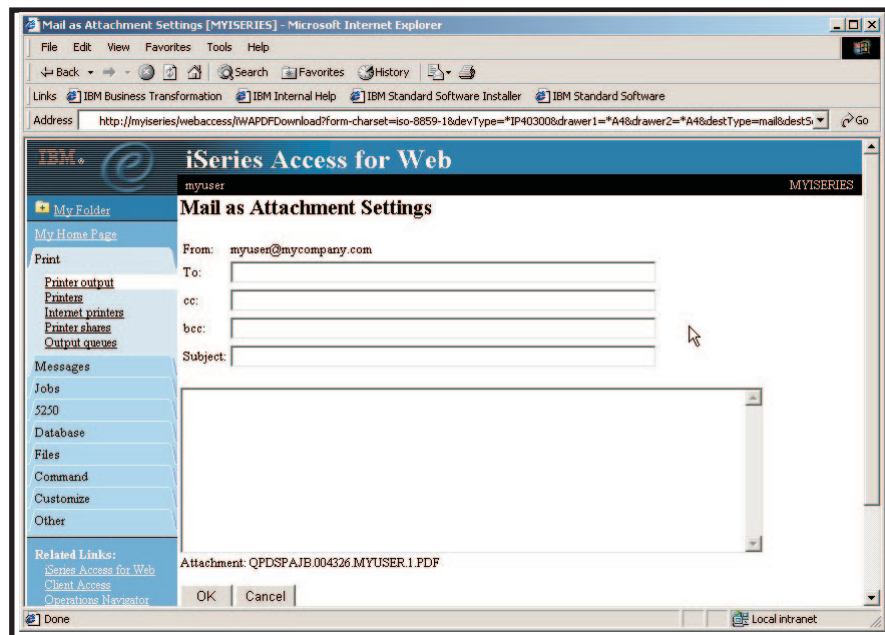 Mail as Attachment Settings [MYISERIES] - Microsoft Internet Explorer
File Edit View Favorites Tools Help
Back Search Favorites History
Links IBM Business Transformation IBM Internal Help IBM Standard Software Installer IBM Standard Software
Address http://myiseries/webaccess/iWAPDFDownload?form-charset=iso-8859-1&devType=*IP40300&drawer1=*A4&drawer2=*A4&destType=mail&destS Go
IBM e iSeries Access for Web
myuser MYISERIES
My Folder
My Home Page
Print
Printer output
Printers
Internet printers
Printer shares
Output queues
Messages
Jobs
5250
Database
Files
Command
Customize
Other
Related Links:
iSeries Access for Web
Client Access
Operations Navigator
Mail as Attachment Settings
From: myuser@mycompany.com
To:
cc:
bcc:
Subject:
Attachment: QPDSPAJB.004326.MYUSER.1.PDF
OK Cancel
Done Local intranet